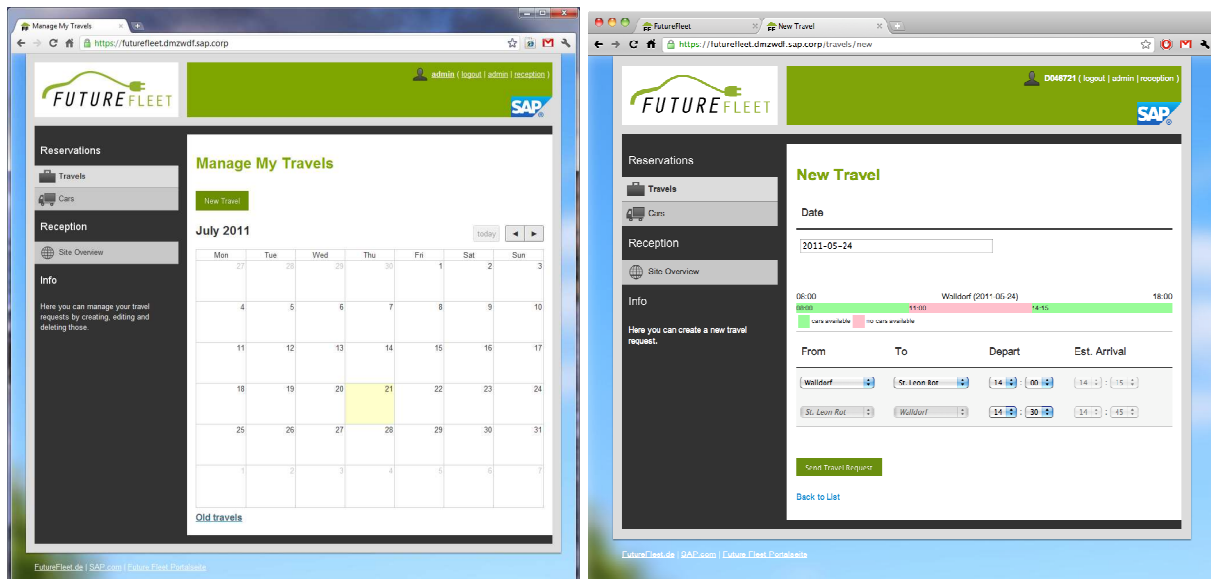 Manage My Travels
https://futurefleet.dmzwdf.sap.corp
FUTUREFLEET
admin ( logout | admin | reception )
SAP
Reservations
Travels
Cars
Reception
Site Overview
Info
Here you can manage your travel
requests by creating, editing and
deleting those.
Manage My Travels
New Travel
July 2011
today
Mon Tue Wed Thu Fri Sat Sun
27 28 29 30 1 2 3
4 5 6 7 8 9 10
11 12 13 14 15 16 17
18 19 20 21 22 23 24
25 26 27 28 29 30 31
1 2 3 4 5 6 7
Old travels
FutureFleet.de | SAP.com | Future Fleet Portalseite
FutureFleet
New Travel
https://futurefleet.dmzwdf.sap.corp/travels/new
FUTUREFLEET
D046721 ( logout | admin | reception )
SAP
Reservations
Travels
Cars
Reception
Site Overview
Info
Here you can create a new travel
request.
New Travel
Date
2011-05-24
Walldorf (2011-05-24) 18:00
11:00 14:15
cars available no cars available
From To Depart Est. Arrival
Walldorf St. Leon Rot 14 : 00 14 : 15
St. Leon Rot Walldorf 14 : 30 14 : 45
Send Travel Request
Back to List
FutureFleet.de | SAP.com | Future Fleet Portalseite